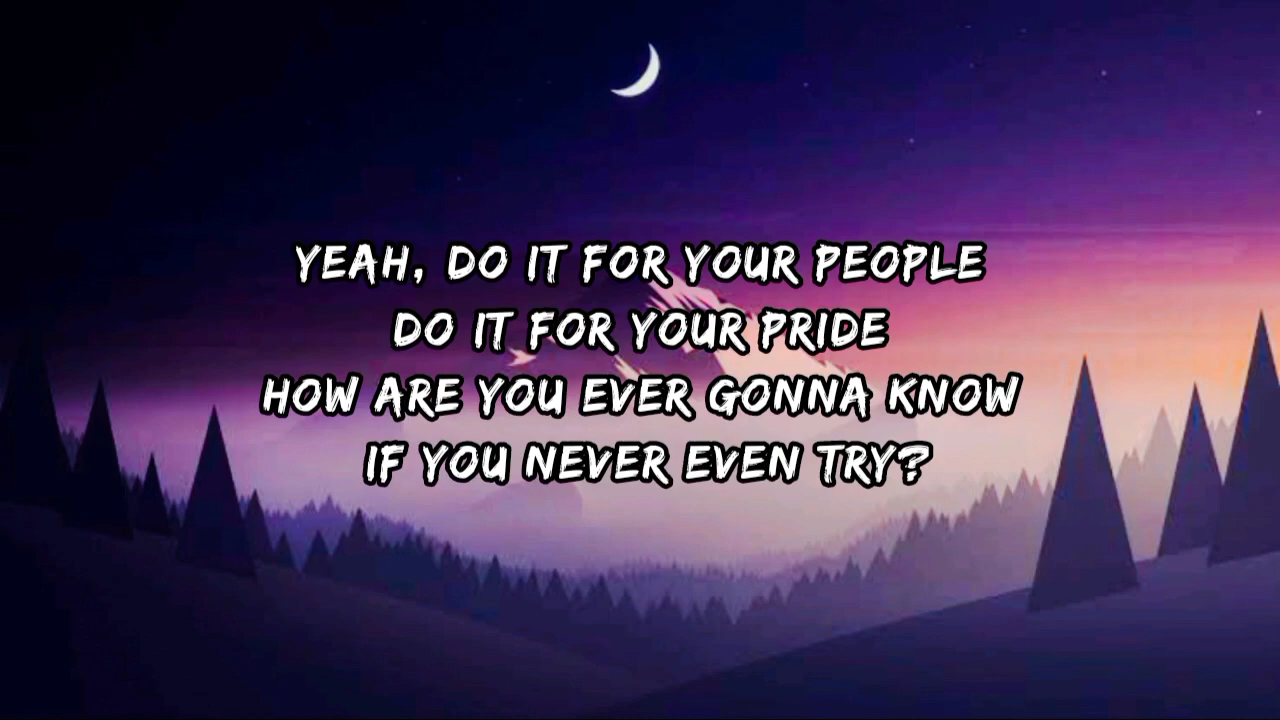 YEAH, DO IT FOR YOUR PEOPLE
DO IT FOR YOUR PRIDE
HOW ARE YOU EVER GONNA KNOW
IF YOU NEVER EVEN TRY?